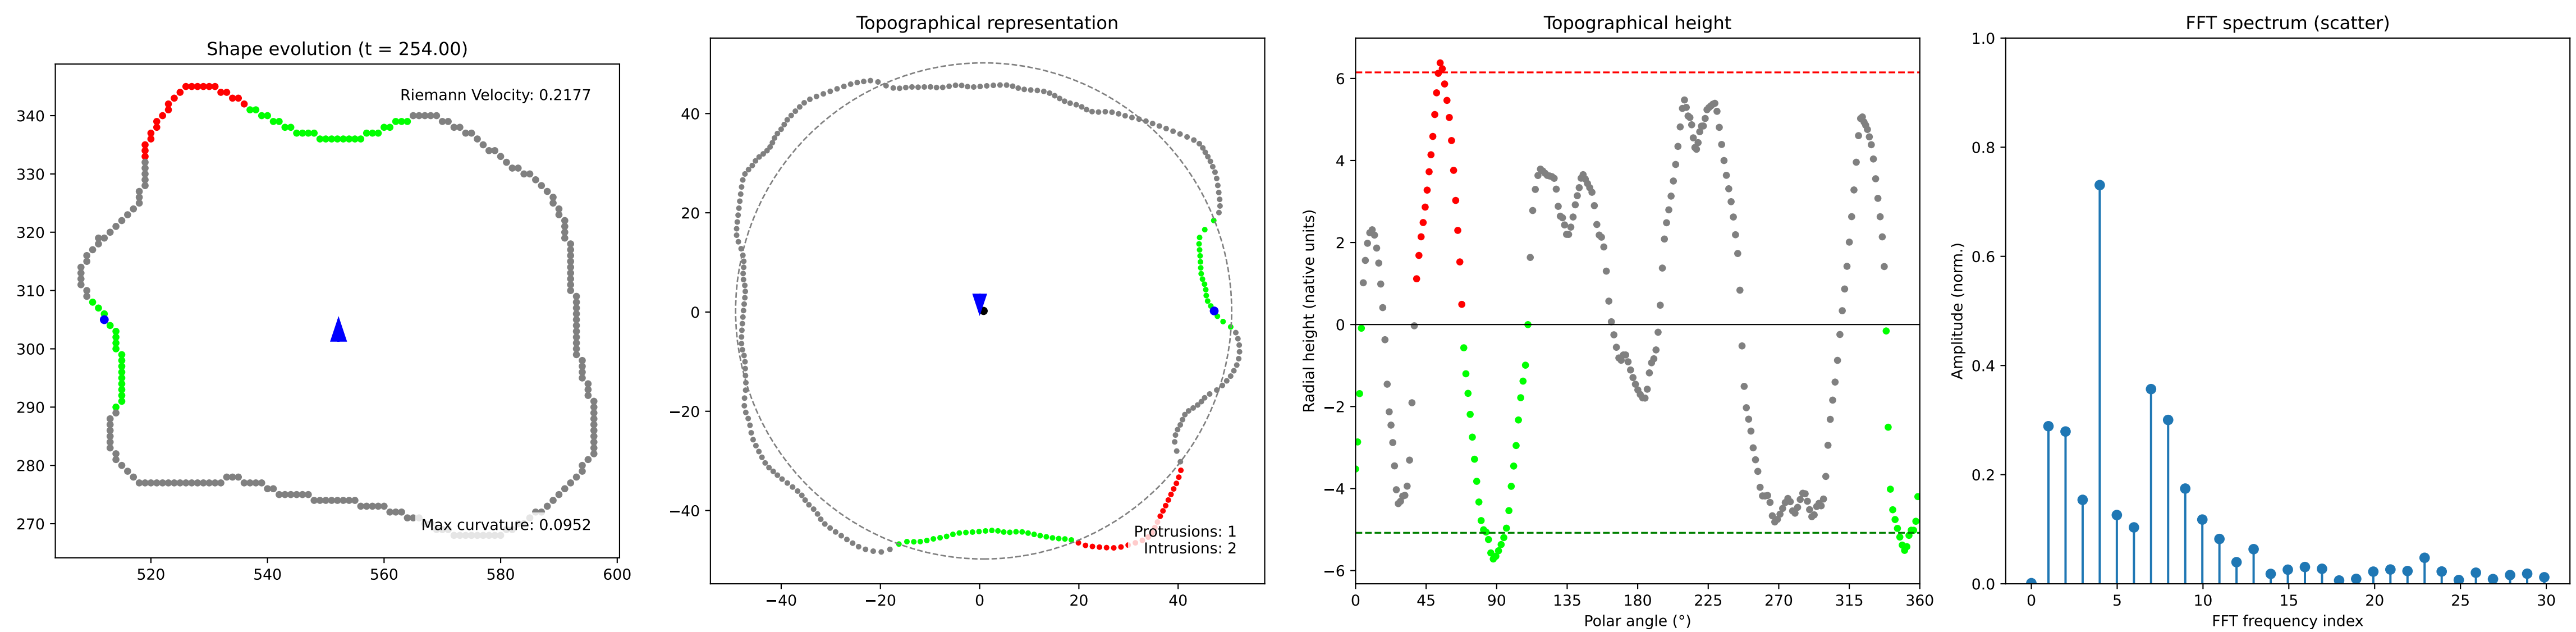 Shape evolution (t = 254.00)
Riemann Velocity: 0.2177
Max curvature: 0.0952
340
330
320
310
300
290
280
270
520 540 560 580 600
Topographical representation
Protrusions: 1
Intrusions: 2
40
20
0
−20
−40
−40 −20 0 20 40
Topographical height
Radial height (native units)
6
4
2
0
−2
−4
−6
0 45 90 135 180 225 270 315 360
Polar angle (°)
FFT spectrum (scatter)
Amplitude (norm.)
1.0
0.8
0.6
0.4
0.2
0.0
0 5 10 15 20 25 30
FFT frequency index